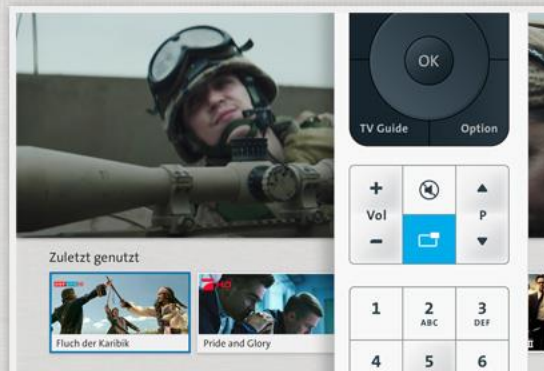 OK
TV Guide
Option
+
Vol
P
-
Zuletzt genutzt
Fluch der Karibik
HD
Pride and Glory
1
2
ABC
3
DEF
4
5
6